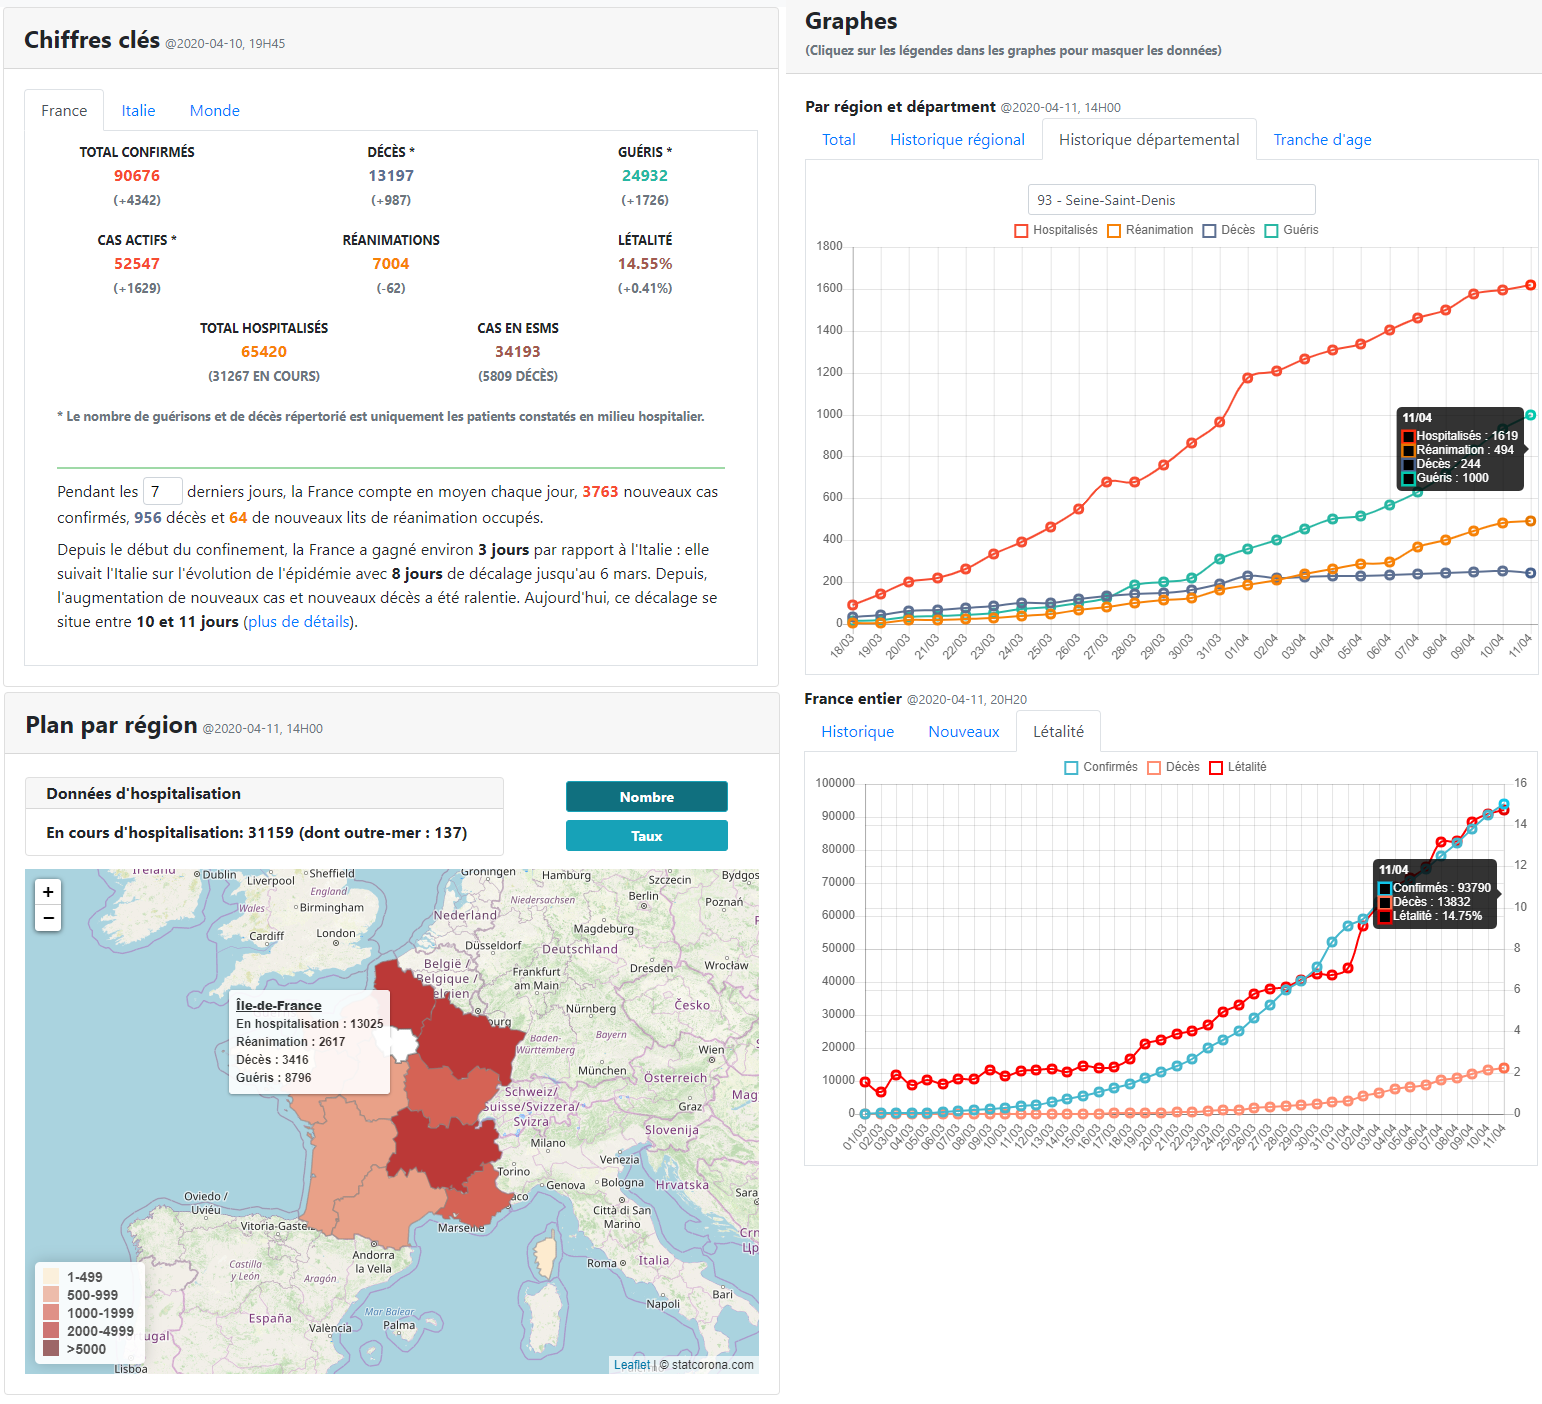 Chiffres clés @2020-04-10, 19H45
France Italie Monde
TOTAL CONFIRMÉS DÉCÈS * GUÉRIS *
90676 13197 24932
(+4342) (+987) (+1726)
CAS ACTIFS * RÉANIMATIONS LÉTALITÉ
52547 7004 14.55%
(+1629) (-62) (+0.41%)
TOTAL HOSPITALISÉS CAS EN ESMS
65420 34193
(31267 EN COURS) (5809 DÉCÈS)
* Le nombre de guérisons et de décès répertorié est uniquement les patients constatés en milieu hospitalier.
Pendant les 7 derniers jours, la France compte en moyen chaque jour, 3763 nouveaux cas
confirmés, 956 décès et 64 de nouveaux lits de réanimation occupés.
Depuis le début du confinement, la France a gagné environ 3 jours par rapport à l'Italie : elle
suivait l'Italie sur l'évolution de l'épidémie avec 8 jours de décalage jusqu'au 6 mars. Depuis,
l'augmentation de nouveaux cas et nouveaux décès a été ralentie. Aujourd'hui, ce décalage se
situe entre 10 et 11 jours (plus de détails).
Plan par région @2020-04-11, 14H00
Données d'hospitalisation
En cours d'hospitalisation: 31159 (dont outre-mer : 137)
Nombre
Taux
+
−
Ireland Dublin Liverpool Sheffield Groningen Hamburg Szczecin Bydgos
England Niedersachsen Berlin Poznań
Wales Birmingham Nederland Magdeburg
Cardiff London Düsseldorf Deutschland
België / Frankfurt Dresden Wrocław
Belgique / am Main
Nürnberg Česko
Baden- Bayern
Württemberg Wien
München Österreich
Schweiz/
Suisse/Svizzera/ Graz Mag
Svizra
Milano Slovenija
Torino Venezia
Genova Bologna Hrvatska
Oviedo / Sara
Uviéu Città di San
Marino
Vitoria-Gasteiz Marseille
Andorra Roma Italia Crn
la Vella
Castilla
y León Aragón Bari
Napoli
España Mar Balear
València Palma
Lisboa
Île-de-France
En hospitalisation : 13025
Réanimation : 2617
Décès : 3416
Guéris : 8796
1-499
500-999
1000-1999
2000-4999
>5000
Leaflet | © statcorona.com
Graphes
(Cliquez sur les légendes dans les graphes pour masquer les données)
Par région et départment @2020-04-11, 14H00
Total Historique régional Historique départemental Tranche d'age
93 - Seine-Saint-Denis
Hospitalisés Réanimation Décès Guéris
1800
1600
1400
1200
1000
800
600
400
200
0
11/04
Hospitalisés : 1619
Réanimation : 494
Décès : 244
Guéris : 1000
18/03 19/03 20/03 21/03 22/03 23/03 24/03 25/03 26/03 27/03 28/03 29/03 30/03 31/03 01/04 02/04 03/04 04/04 05/04 06/04 07/04 08/04 09/04 10/04 11/04
France entier @2020-04-11, 20H20
Historique Nouveaux Létalité
Confirmés Décès Létalité
100000 16
90000 14
80000
70000 12
60000 10
50000 8
40000 6
30000
20000 4
10000 2
0 0
11/04
Confirmés : 93790
Décès : 13832
Létalité : 14.75%
01/03 02/03 03/03 04/03 05/03 06/03 07/03 08/03 09/03 10/03 11/03 12/03 13/03 14/03 15/03 16/03 17/03 18/03 19/03 20/03 21/03 22/03 23/03 24/03 25/03 26/03 27/03 28/03 29/03 30/03 31/03 01/04 02/04 03/04 04/04 05/04 06/04 07/04 08/04 09/04 10/04 11/04